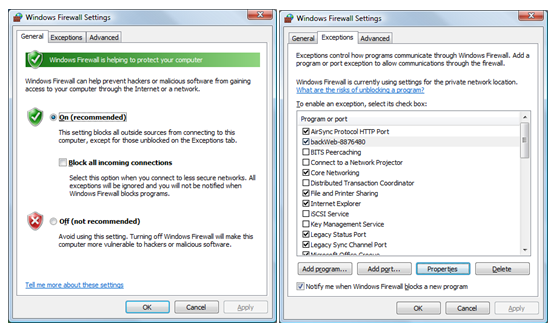 Windows Firewall Settings
General Exceptions Advanced
Windows Firewall is helping to protect your computer
Windows Firewall can help prevent hackers or malicious software from gaining
access to your computer through the Internet or a network.
On (recommended)
This setting blocks all outside sources from connecting to this
computer, except for those unblocked on the Exceptions tab.
Block all incoming connections
Select this option when you connect to less secure networks. All
exceptions will be ignored and you will not be notified when
Windows Firewall blocks programs.
Off (not recommended)
Avoid using this setting. Turning off Windows Firewall will make this
computer more vulnerable to hackers or malicious software.
Tell me more about these settings
OK Cancel Apply
Windows Firewall Settings
General Exceptions Advanced
Exceptions control how programs communicate through Windows Firewall. Add a
program or port exception to allow communications through the firewall.
Windows Firewall is currently using settings for the private network location.
What are the risks of unblocking a program?
To enable an exception, select its check box:
Program or port
AirSync Protocol HTTP Port
backWeb-8876480
BITS Peercaching
Connect to a Network Projector
Core Networking
Distributed Transaction Coordinator
File and Printer Sharing
Internet Explorer
iSCSI Service
Key Management Service
Legacy Status Port
Legacy Sync Channel Port
Microsoft Office Groove
Add program... Add port... Properties Delete
Notify me when Windows Firewall blocks a new program
OK Cancel Apply